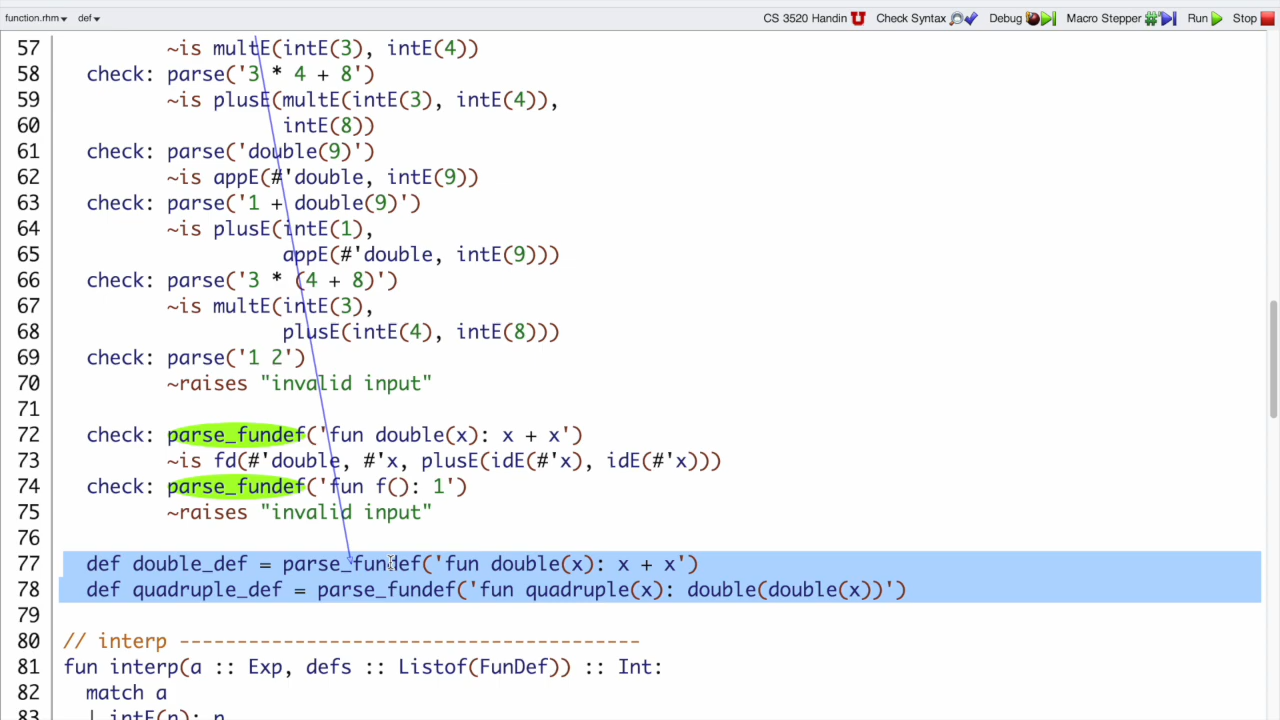 function.rhm▾ def▾ CS 3520 Handin Check Syntax Debug Macro Stepper Run Stop
57 ~is multE(intE(3), intE(4))
58 check: parse('3 * 4 + 8')
59 ~is plusE(multE(intE(3), intE(4)),
60 intE(8))
61 check: parse('double(9)')
62 ~is appE(#'double, intE(9))
63 check: parse('1 + double(9)')
64 ~is plusE(intE(1),
65 appE(#'double, intE(9)))
66 check: parse('3 * (4 + 8)')
67 ~is multE(intE(3),
68 plusE(intE(4), intE(8)))
69 check: parse('1 2')
70 ~raises "invalid input"
71
72 check: parse_fundef('fun double(x): x + x')
73 ~is fd(#'double, #'x, plusE(idE(#'x), idE(#'x)))
74 check: parse_fundef('fun f(): 1')
75 ~raises "invalid input"
76
77 def double_def = parse_fundef('fun double(x): x + x')
78 def quadruple_def = parse_fundef('fun quadruple(x): double(double(x))')
79
80 // interp ----------------------------------------
81 fun interp(a :: Exp, defs :: Listof(FunDef)) :: Int:
82 match a
83 | intE(n): n